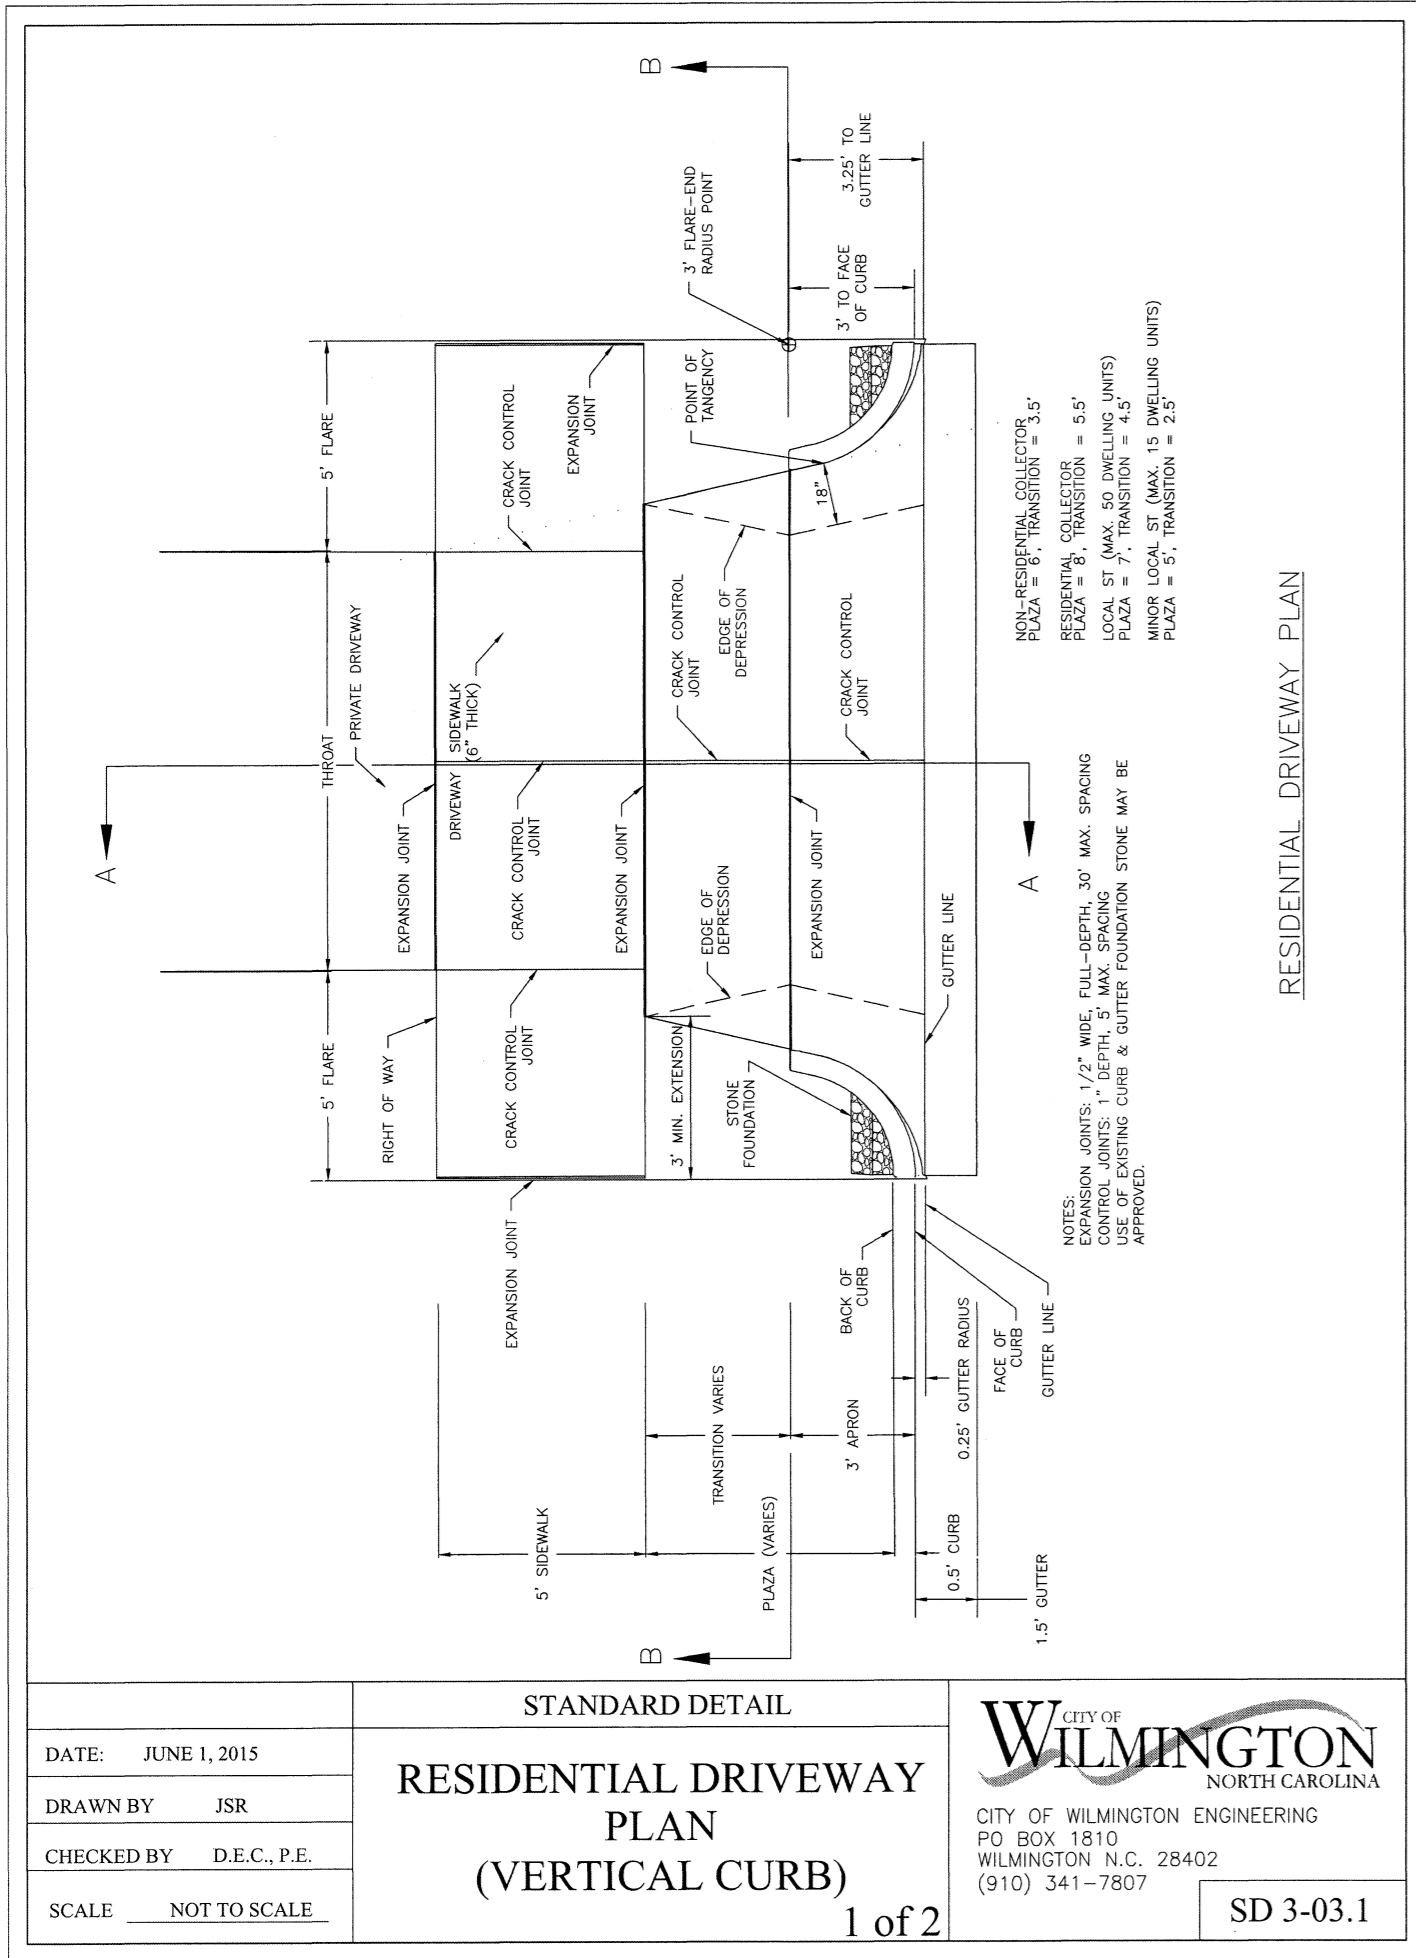 B
3' FLARE-END
RADIUS POINT
3.25' TO
GUTTER LINE
3' TO FACE
OF CURB
5' FLARE
CRACK CONTROL
JOINT
EXPANSION
JOINT
POINT OF
TANGENCY
18"
THROAT
PRIVATE DRIVEWAY
DRIVEWAY SIDEWALK
(6" THICK)
EDGE OF
DEPRESSION
CRACK CONTROL
JOINT
CRACK CONTROL
JOINT
A
EXPANSION JOINT
CRACK CONTROL
JOINT
EXPANSION JOINT
EDGE OF
DEPRESSION
EXPANSION JOINT
A
GUTTER LINE
5' FLARE
RIGHT OF WAY
CRACK CONTROL
JOINT
3' MIN. EXTENSION
STONE
FOUNDATION
EXPANSION JOINT
BACK OF
CURB
0.25' GUTTER RADIUS
FACE OF
CURB
GUTTER LINE
TRANSITION VARIES
3' APRON
5' SIDEWALK
PLAZA (VARIES)
0.5' CURB
1.5' GUTTER
B
NON-RESIDENTIAL COLLECTOR
PLAZA = 6', TRANSITION = 3.5'
RESIDENTIAL COLLECTOR
PLAZA = 8', TRANSITION = 5.5'
LOCAL ST (MAX. 50 DWELLING UNITS)
PLAZA = 7', TRANSITION = 4.5'
MINOR LOCAL ST (MAX. 15 DWELLING UNITS)
PLAZA = 5', TRANSITION = 2.5'
NOTES:
EXPANSION JOINTS: 1/2" WIDE, FULL-DEPTH, 30' MAX. SPACING
CONTROL JOINTS: 1" DEPTH, 5' MAX. SPACING
USE OF EXISTING CURB & GUTTER FOUNDATION STONE MAY BE
APPROVED.
RESIDENTIAL DRIVEWAY PLAN
DATE: JUNE 1, 2015
DRAWN BY JSR
CHECKED BY D.E.C., P.E.
SCALE NOT TO SCALE
STANDARD DETAIL
RESIDENTIAL DRIVEWAY
PLAN
(VERTICAL CURB)
1 of 2
CITY OF
WILMINGTON
NORTH CAROLINA
CITY OF WILMINGTON ENGINEERING
PO BOX 1810
WILMINGTON N.C. 28402
(910) 341-7807
SD 3-03.1